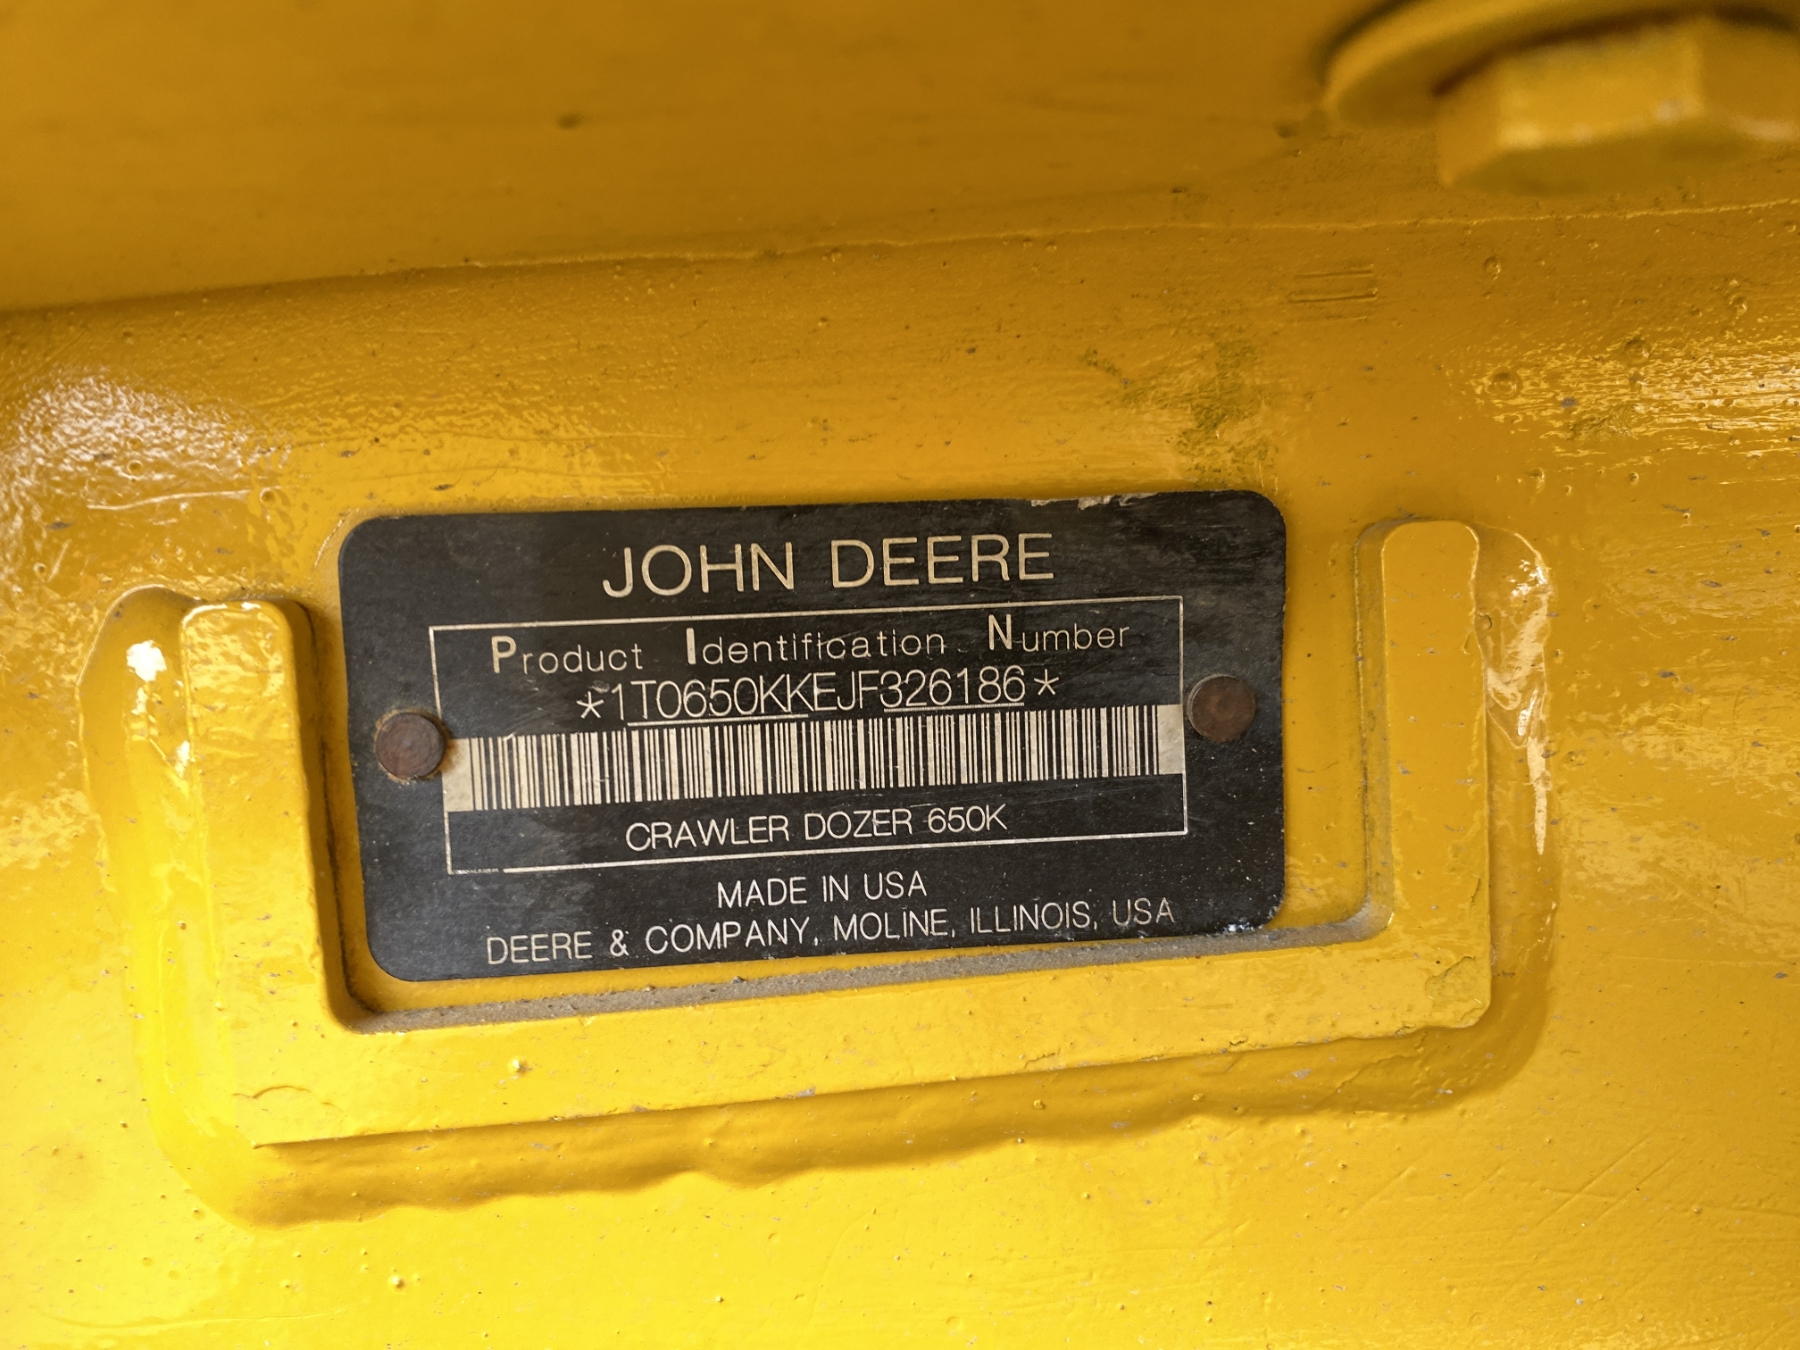 JOHN DEERE
Product Identification Number
*1T0650KKEJF326186*
CRAWLER DOZER 650K
MADE IN USA
DEERE & COMPANY, MOLINE, ILLINOIS, USA